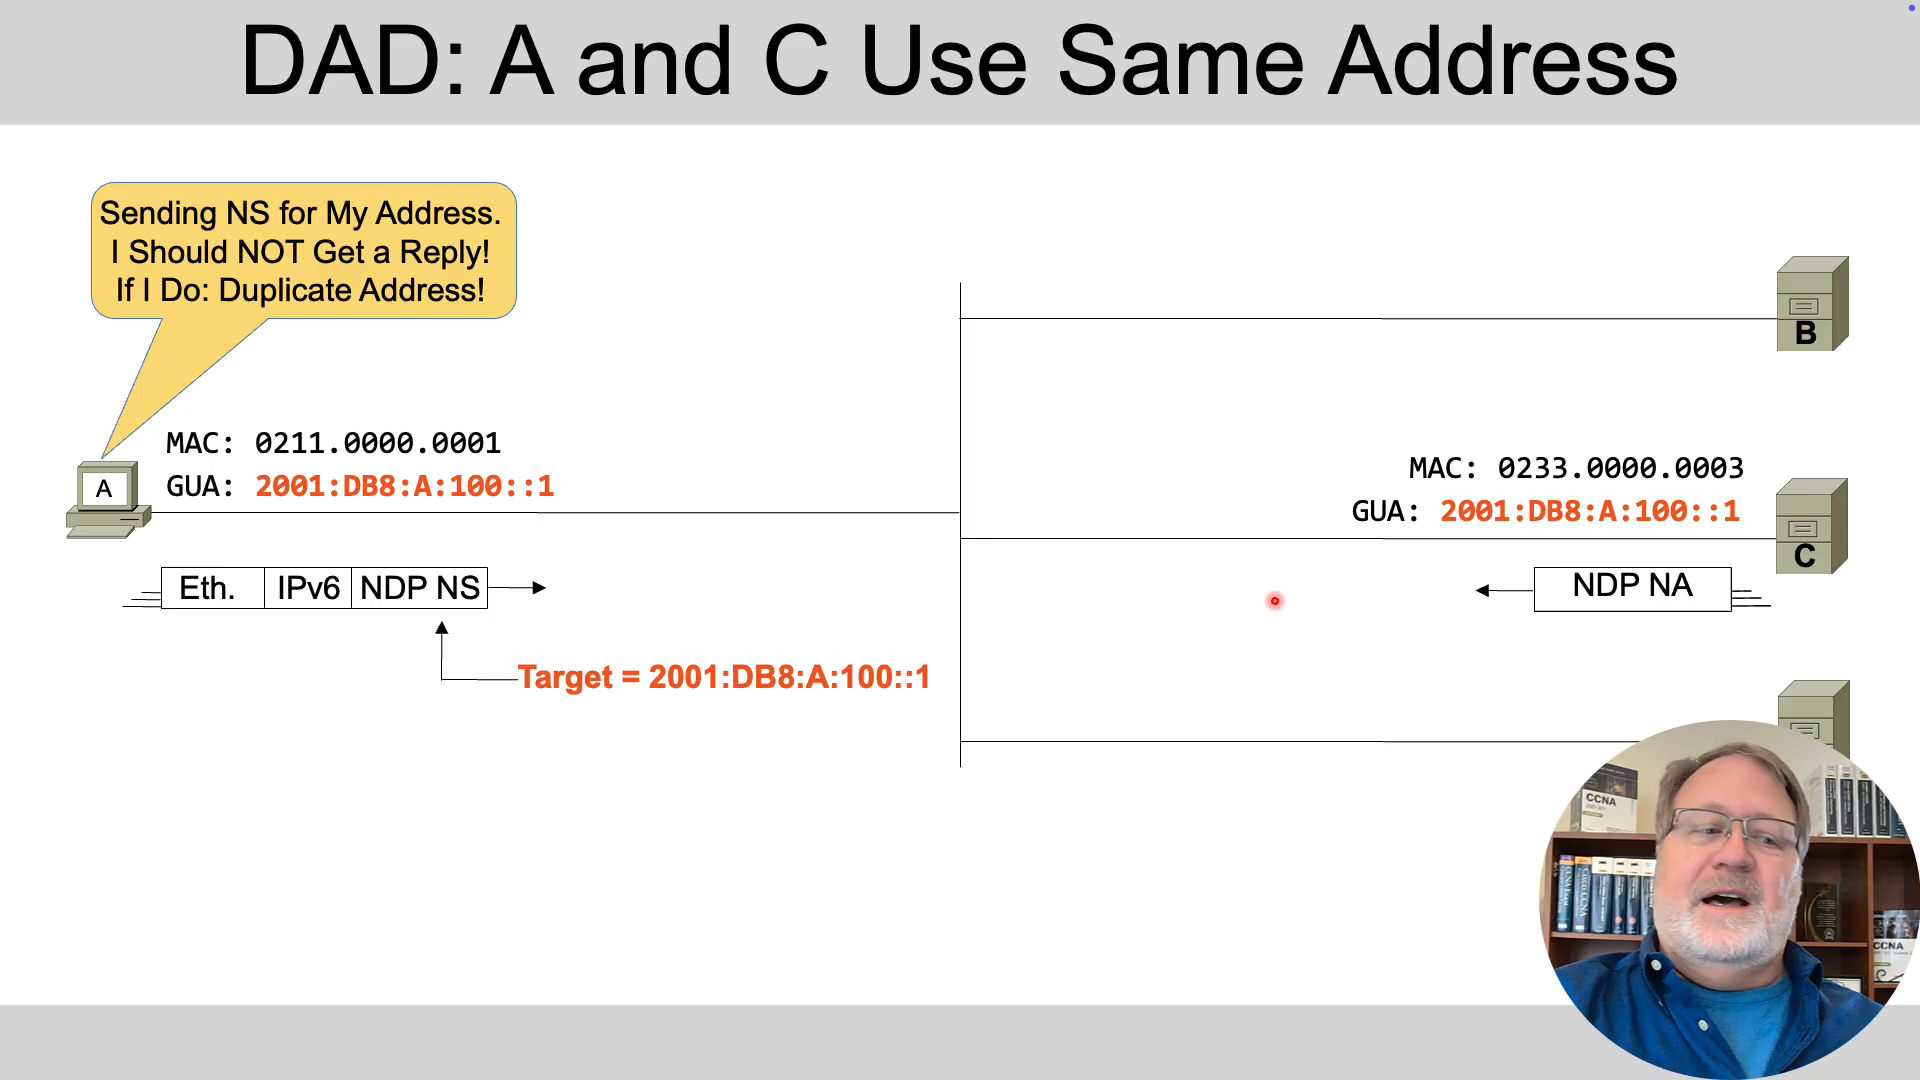 DAD: A and C Use Same Address
Sending NS for My Address.
I Should NOT Get a Reply!
If I Do: Duplicate Address!
B
MAC: 0211.0000.0001
GUA: 2001:DB8:A:100::1
A
MAC: 0233.0000.0003
GUA: 2001:DB8:A:100::1
C
Eth. IPv6 NDP NS
NDP NA
Target = 2001:DB8:A:100::1
CCNA
CCNA